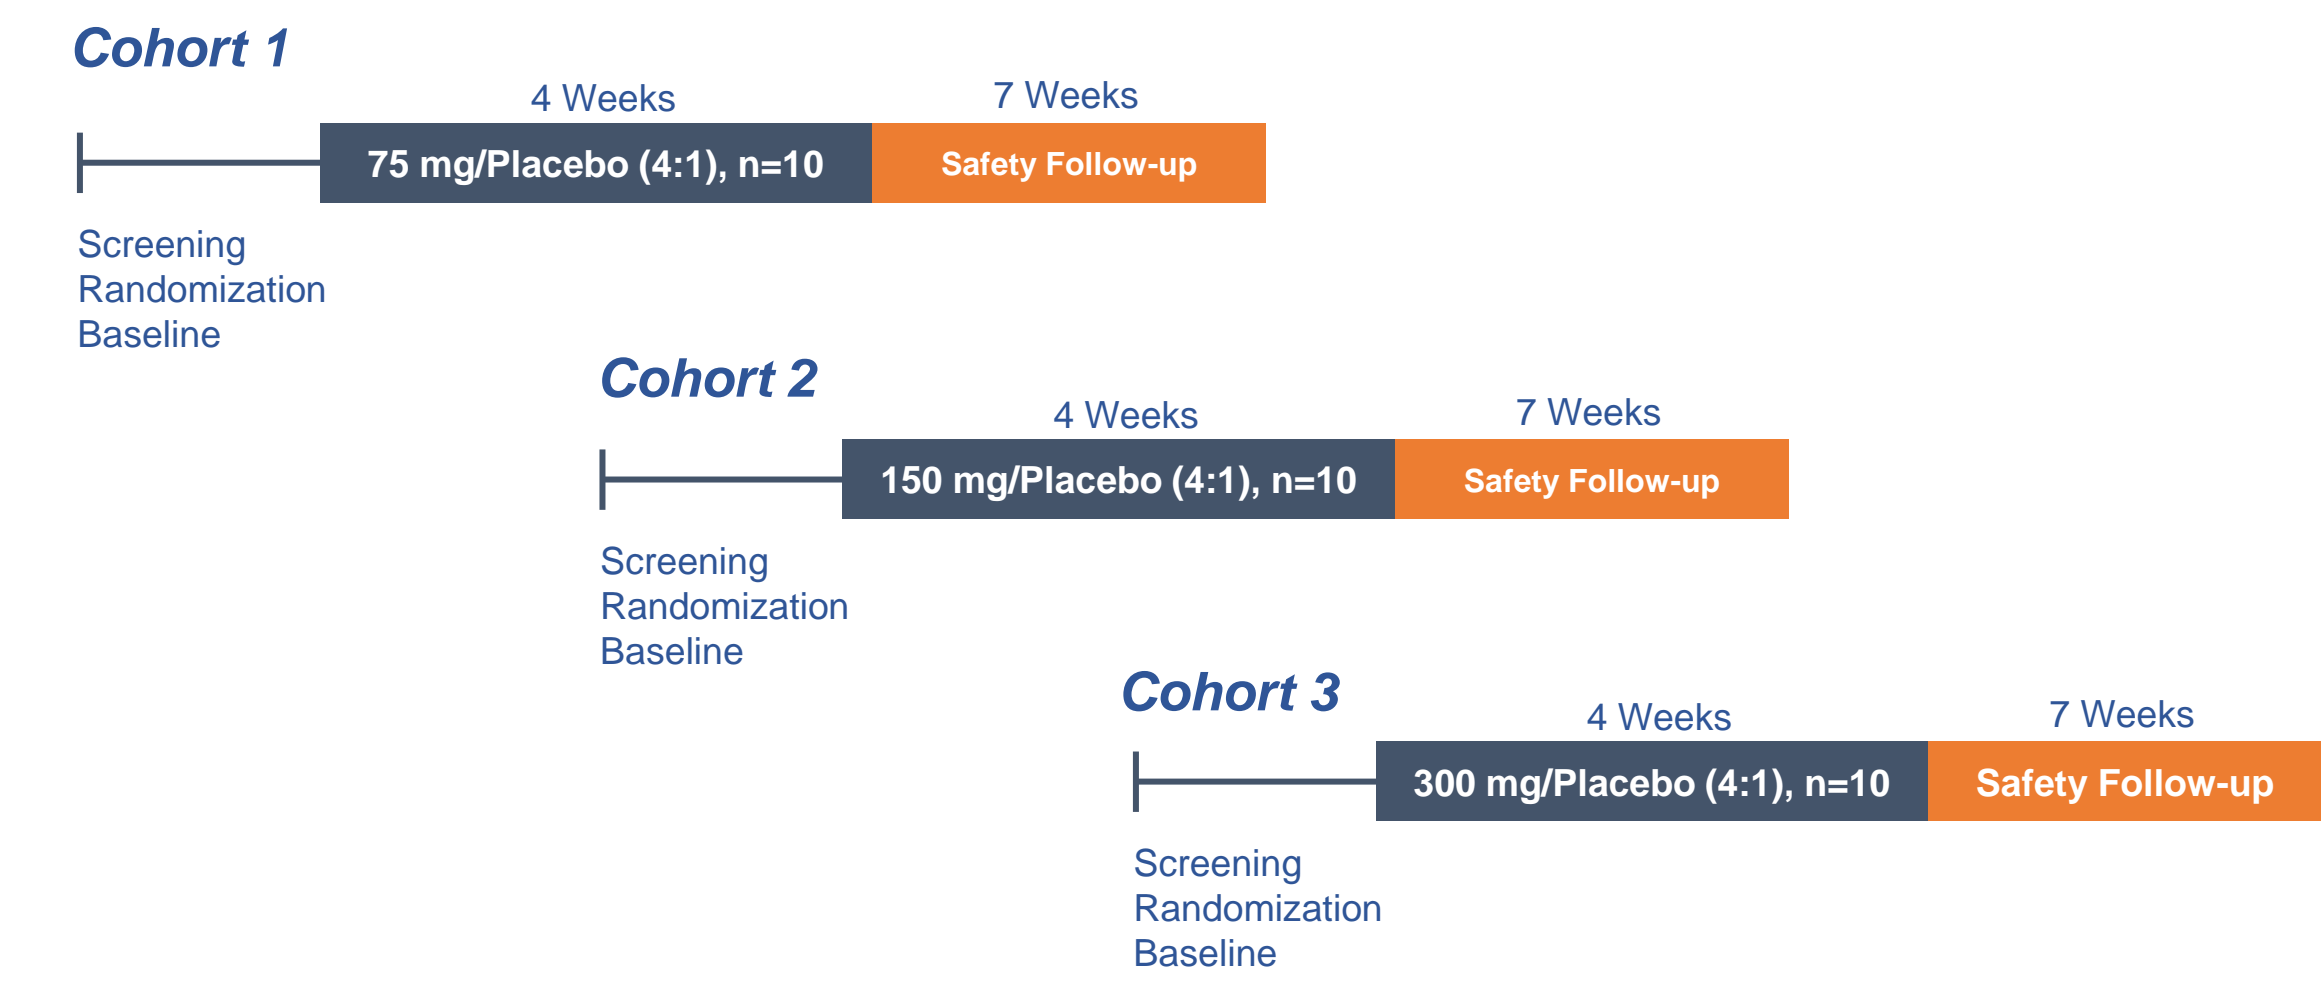 Cohort 1
4 Weeks
7 Weeks
75 mg/Placebo (4:1), n=10
Safety Follow-up
Screening
Randomization
Baseline
Cohort 2
4 Weeks
7 Weeks
150 mg/Placebo (4:1), n=10
Safety Follow-up
Screening
Randomization
Baseline
Cohort 3
4 Weeks
7 Weeks
300 mg/Placebo (4:1), n=10
Safety Follow-up
Screening
Randomization
Baseline